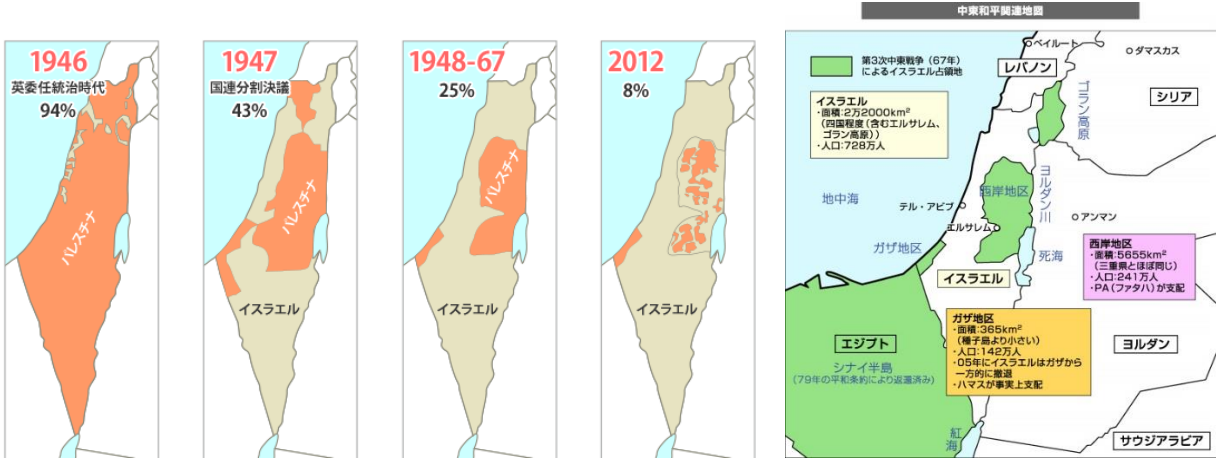 1946
英委任統治時代
94%
パレスチナ
1947
国連分割決議
43%
パレスチナ
イスラエル
1948-67
25%
パレスチナ
イスラエル
2012
8%
イスラエル
中東和平関連地図
第3次中東戦争（67年）
によるイスラエル占領地
イスラエル
・面積:2万2000km²
（四国程度（含むエルサレム、
ゴラン高原））
・人口:728万人
ベイルート
ダマスカス
レバノン
シリア
ゴラン高原
地中海
西岸地区
ヨルダン川
テル・アビブ
エルサレム
アンマン
ガザ地区
死海
イスラエル
西岸地区
・面積:5655km²
（三重県とほぼ同じ）
・人口:241万人
・PA（ファタハ）が支配
ガザ地区
・面積:365km²
（種子島より小さい）
・人口:142万人
・05年にイスラエルはガザから
一方的に撤退
・ハマスが事実上支配
エジプト
シナイ半島
（79年の平和条約により返還済み）
ヨルダン
紅海
サウジアラビア